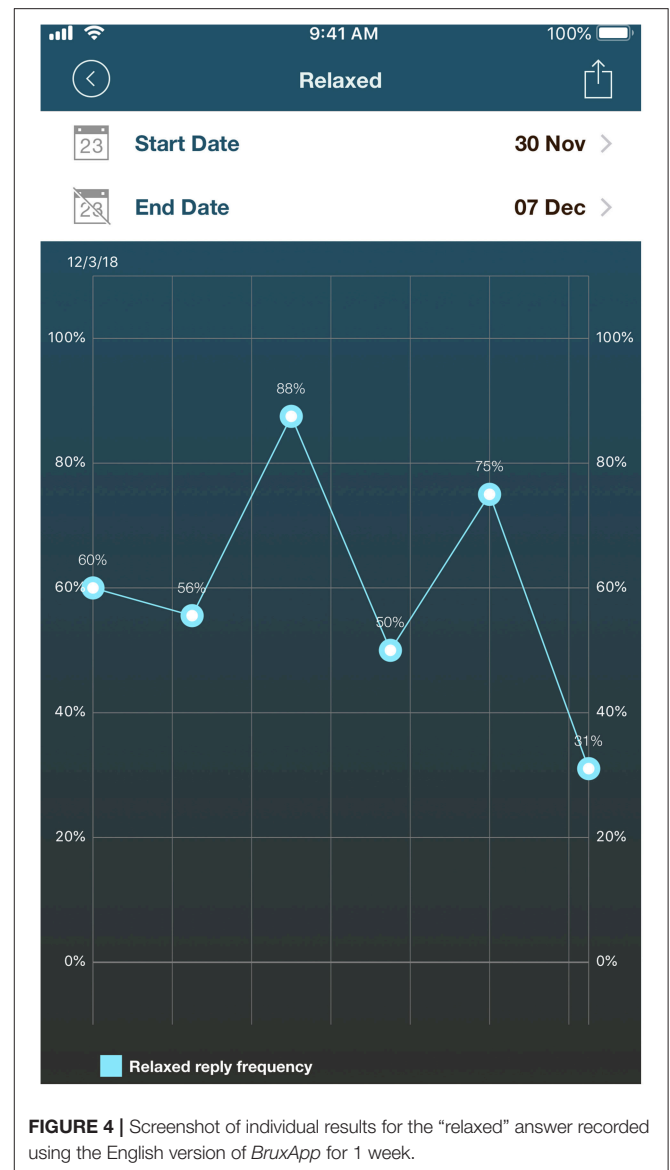 9:41 AM 100%
Relaxed
23 Start Date 30 Nov
23 End Date 07 Dec
12/3/18
100% 100%
88%
80% 75% 80%
60%
60% 56% 60%
50%
40% 40%
31%
20% 20%
0% 0%
Relaxed reply frequency
FIGURE 4 | Screenshot of individual results for the “relaxed” answer recorded
using the English version of BruxApp for 1 week.